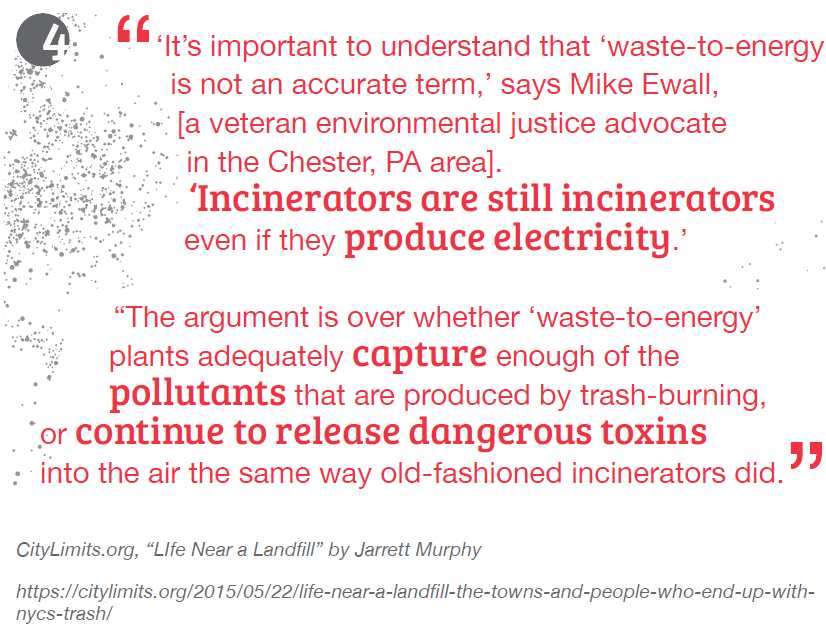 4
“‘It’s important to understand that ‘waste-to-energy
is not an accurate term,’ says Mike Ewall,
[a veteran environmental justice advocate
in the Chester, PA area].
‘Incinerators are still incinerators
even if they produce electricity.’
“The argument is over whether ‘waste-to-energy’
plants adequately capture enough of the
pollutants that are produced by trash-burning,
or continue to release dangerous toxins
into the air the same way old-fashioned incinerators did.”
CityLimits.org, “LIfe Near a Landfill” by Jarrett Murphy
https://citylimits.org/2015/05/22/life-near-a-landfill-the-towns-and-people-who-end-up-with-
nycs-trash/